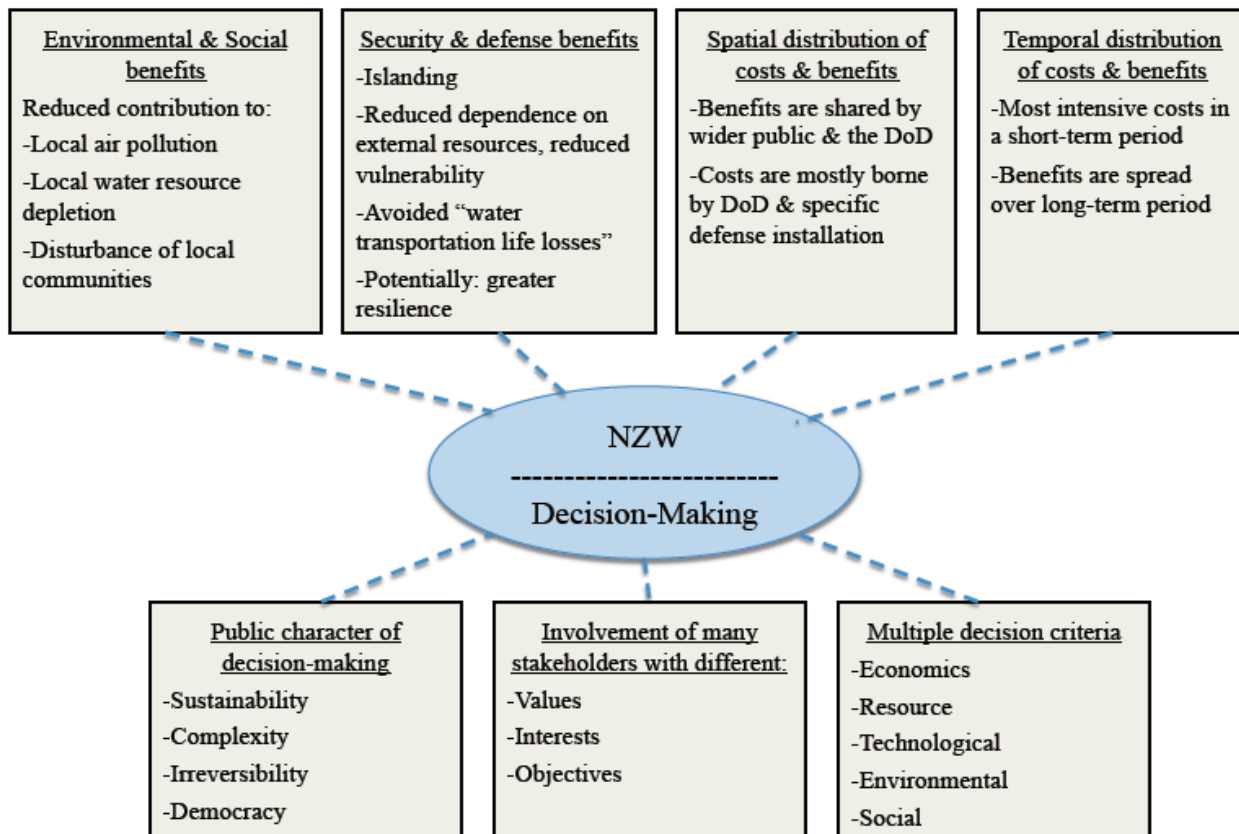 Environmental & Social
benefits
Reduced contribution to:
-Local air pollution
-Local water resource
depletion
-Disturbance of local
communities
Security & defense benefits
-Islanding
-Reduced dependence on
external resources, reduced
vulnerability
-Avoided “water
transportation life losses”
-Potentially: greater
resilience
Spatial distribution of
costs & benefits
-Benefits are shared by
wider public & the DoD
-Costs are mostly borne
by DoD & specific
defense installation
Temporal distribution
of costs & benefits
-Most intensive costs in
a short-term period
-Benefits are spread
over long-term period
NZW
-------------------------
Decision-Making
Public character of
decision-making
-Sustainability
-Complexity
-Irreversibility
-Democracy
Involvement of many
stakeholders with different:
-Values
-Interests
-Objectives
Multiple decision criteria
-Economics
-Resource
-Technological
-Environmental
-Social